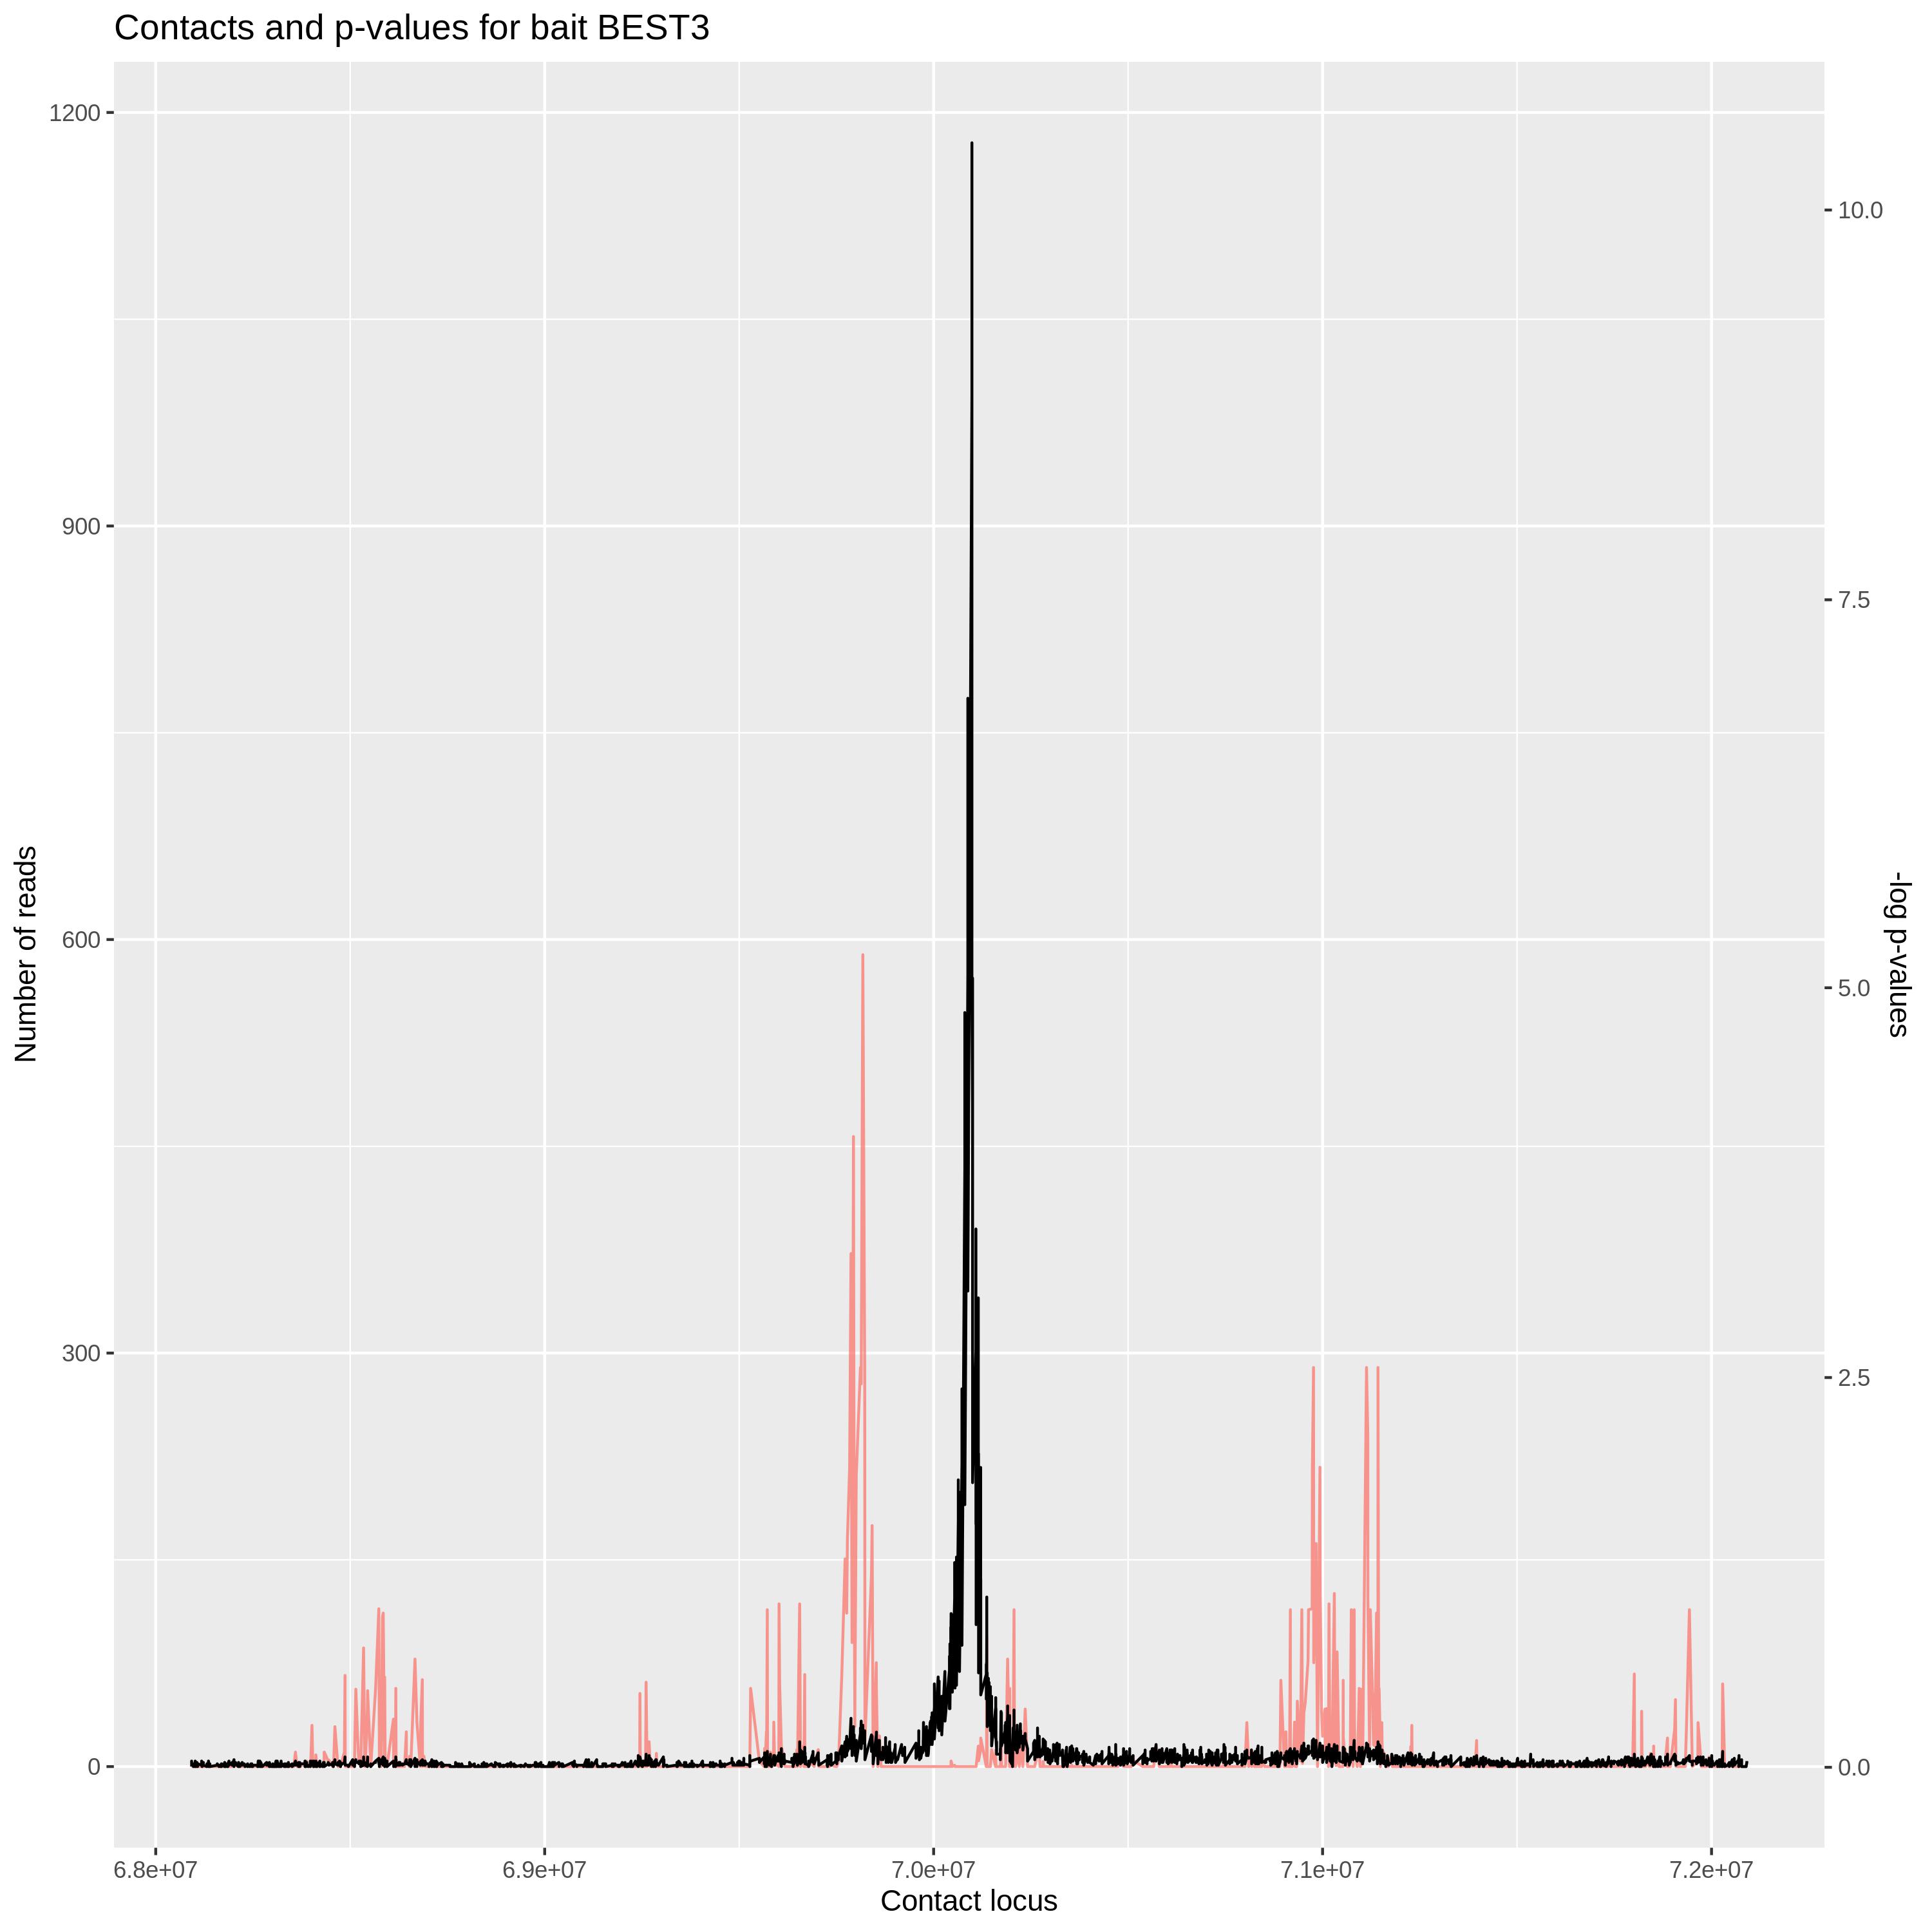 Contacts and p-values for bait BEST3
1200
900
600
300
0
Number of reads
10.0
7.5
5.0
2.5
0.0
-log p-values
6.8e+07
6.9e+07
7.0e+07
7.1e+07
7.2e+07
Contact locus